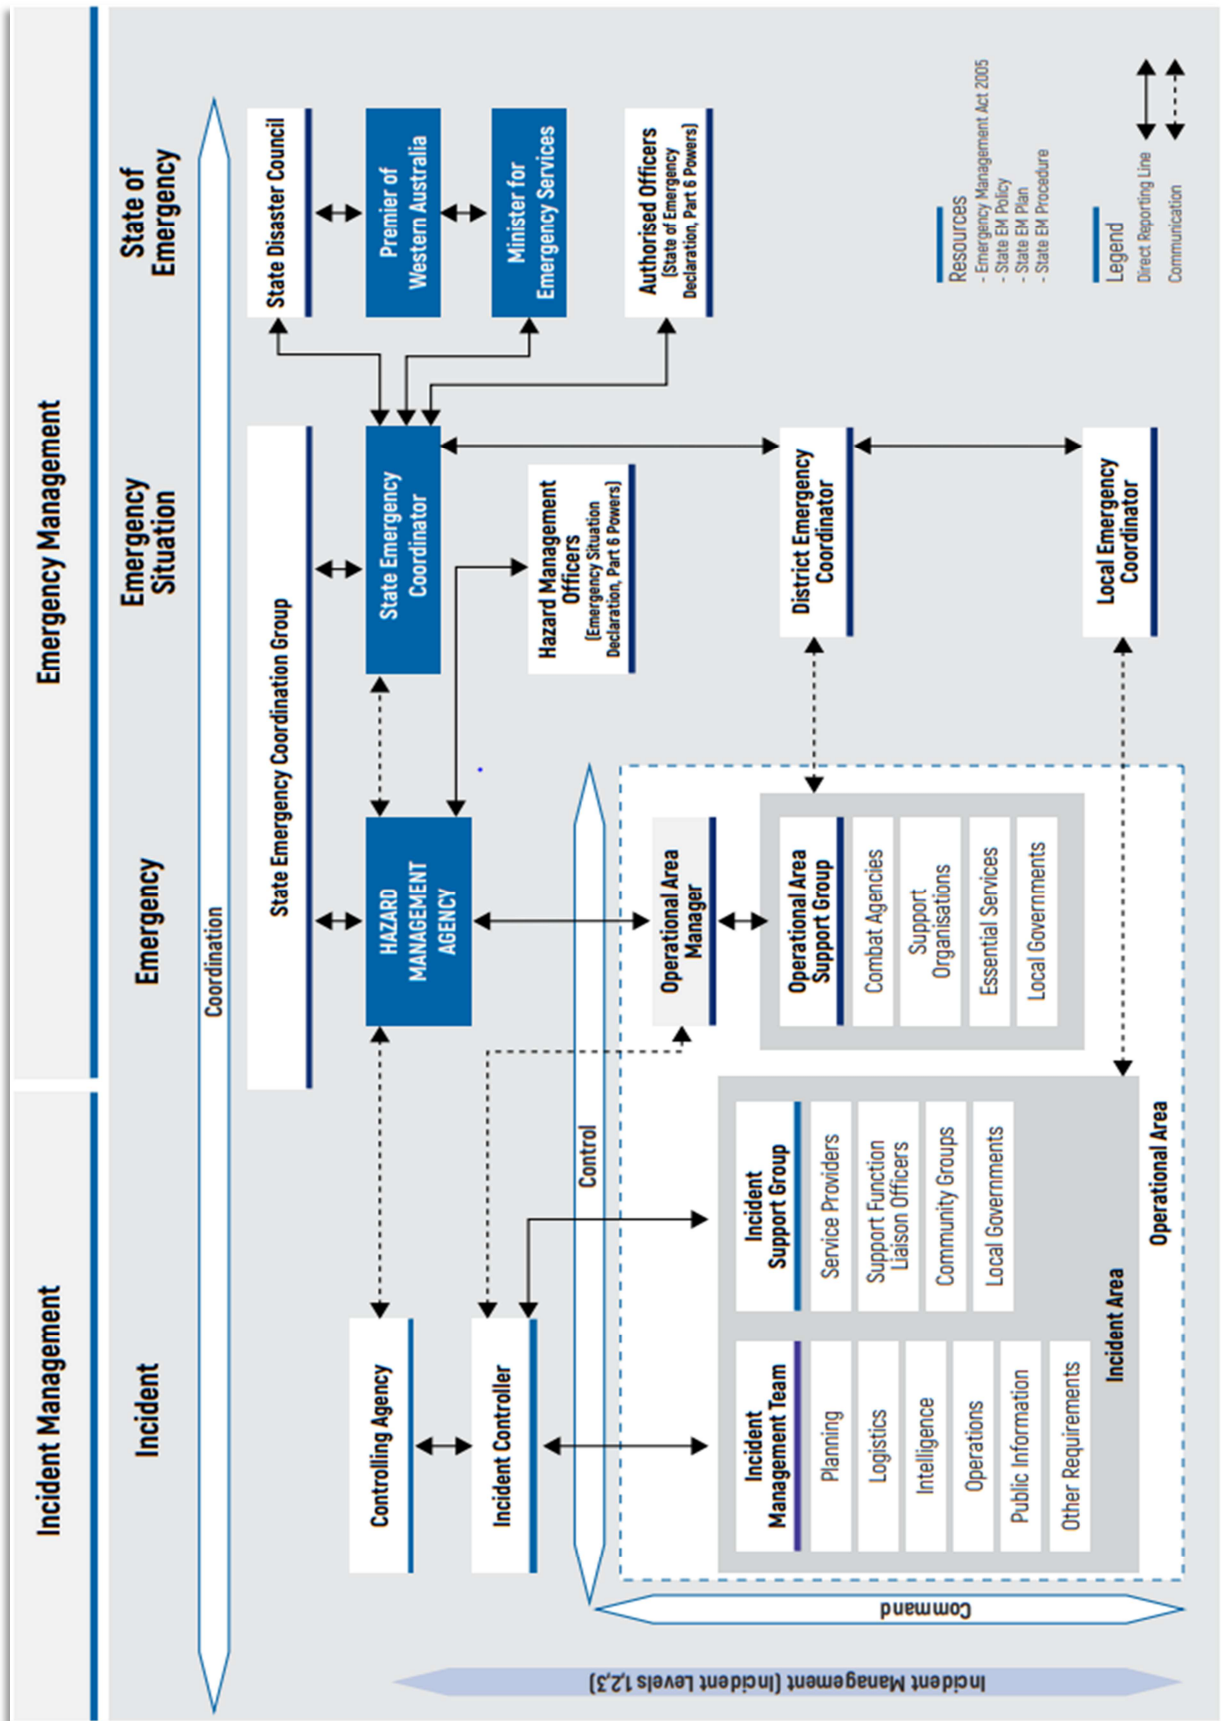 Incident Management
Emergency Management
Incident
Emergency
Emergency
Situation
State of
Emergency
Coordination
State Emergency Coordination Group
State Disaster Council
Controlling Agency
HAZARD
MANAGEMENT
AGENCY
State Emergency
Coordinator
Premier of
Western Australia
Incident Controller
Hazard Management
Officers
(Emergency Situation
Declaration, Part 6 Powers)
Minister for
Emergency Services
Authorised Officers
(State of Emergency
Declaration, Part 6 Powers)
Control
Operational Area
Manager
Operational Area
Support Group
Combat Agencies
Support
Organisations
Essential Services
Local Governments
District Emergency
Coordinator
Local Emergency
Coordinator
Incident
Management Team
Planning
Logistics
Intelligence
Operations
Public Information
Other Requirements
Incident
Support Group
Service Providers
Support Function
Liaison Officers
Community Groups
Local Governments
Incident Area
Operational Area
Command
Incident Management (Incident Levels 1,2,3)
Resources
- Emergency Management Act 2005
- State EM Policy
- State EM Plan
- State EM Procedure
Legend
Direct Reporting Line
Communication